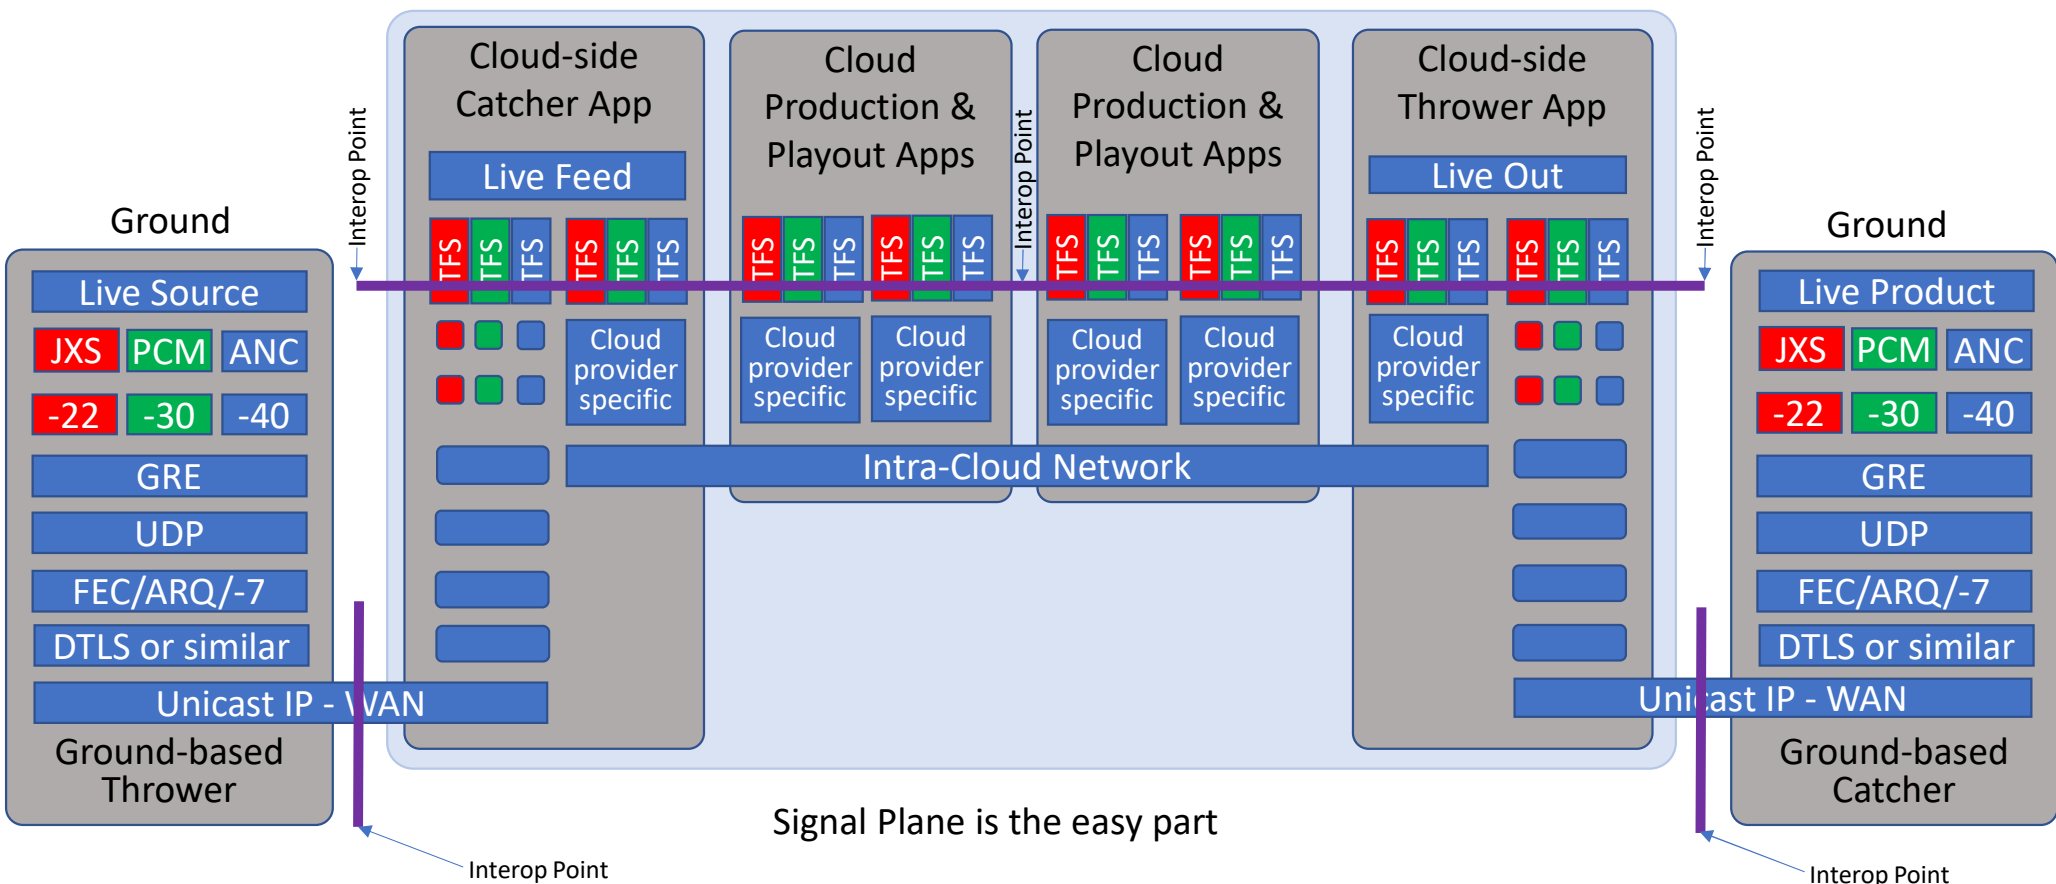 Ground
Live Source
JXS PCM ANC
-22 -30 -40
GRE
UDP
FEC/ARQ/-7
DTLS or similar
Unicast IP - WAN
Ground-based
Thrower
Interop Point
Interop Point
Cloud-side
Catcher App
Live Feed
TFS TFS TFS TFS TFS TFS
Cloud
provider
specific
Cloud
Production &
Playout Apps
TFS TFS TFS TFS TFS TFS
Cloud
provider
specific
Cloud
provider
specific
Interop Point
Cloud
Production &
Playout Apps
TFS TFS TFS TFS TFS TFS
Cloud
provider
specific
Cloud
provider
specific
Intra-Cloud Network
Cloud-side
Thrower App
Live Out
TFS TFS TFS TFS TFS TFS
Cloud
provider
specific
Interop Point
Ground
Live Product
JXS PCM ANC
-22 -30 -40
GRE
UDP
FEC/ARQ/-7
DTLS or similar
Unicast IP - WAN
Ground-based
Catcher
Interop Point
Signal Plane is the easy part